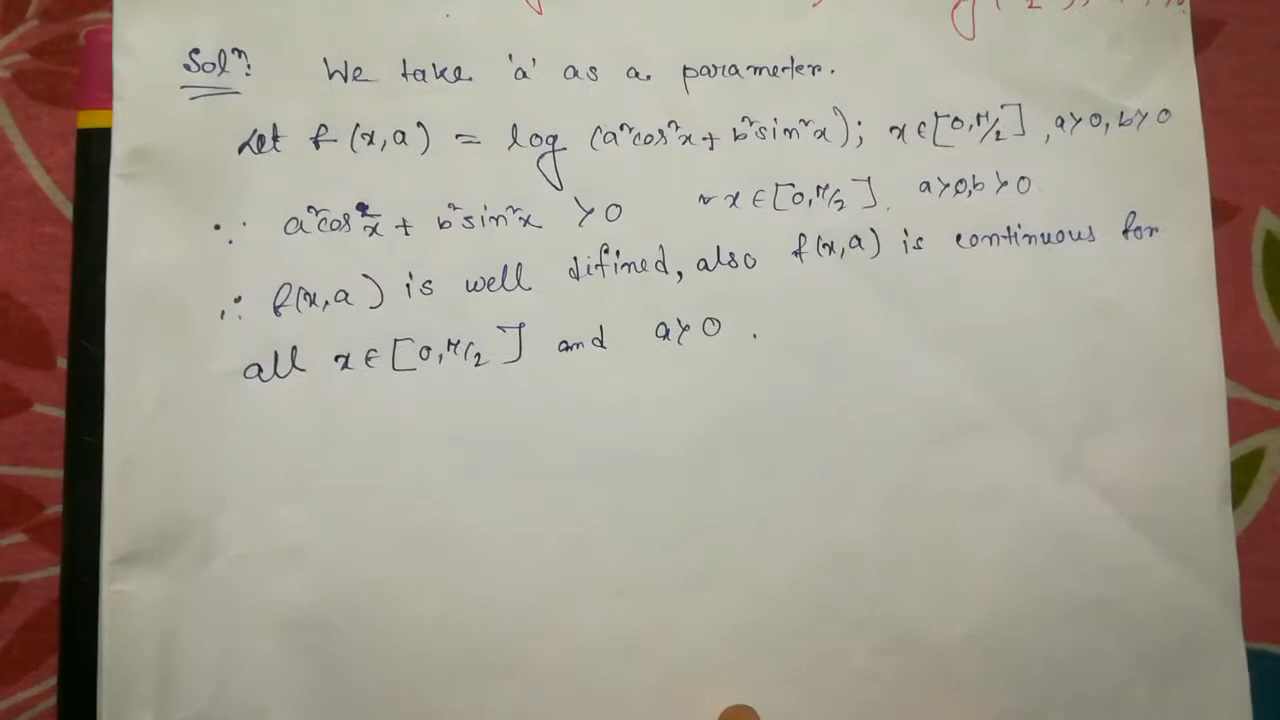 Solⁿ: We take 'a' as a parameter.
Let f(x,a) = log (a²cos²x + b²sin²x); x∈[0,π/2], a>0, b>0
∵ a²cos²x + b²sin²x >0 ∀ x∈[0,π/2], a>0, b>0
∴ f(x,a) is well difined, also f(x,a) is continuous for
all x∈[0,π/2] and a>0.